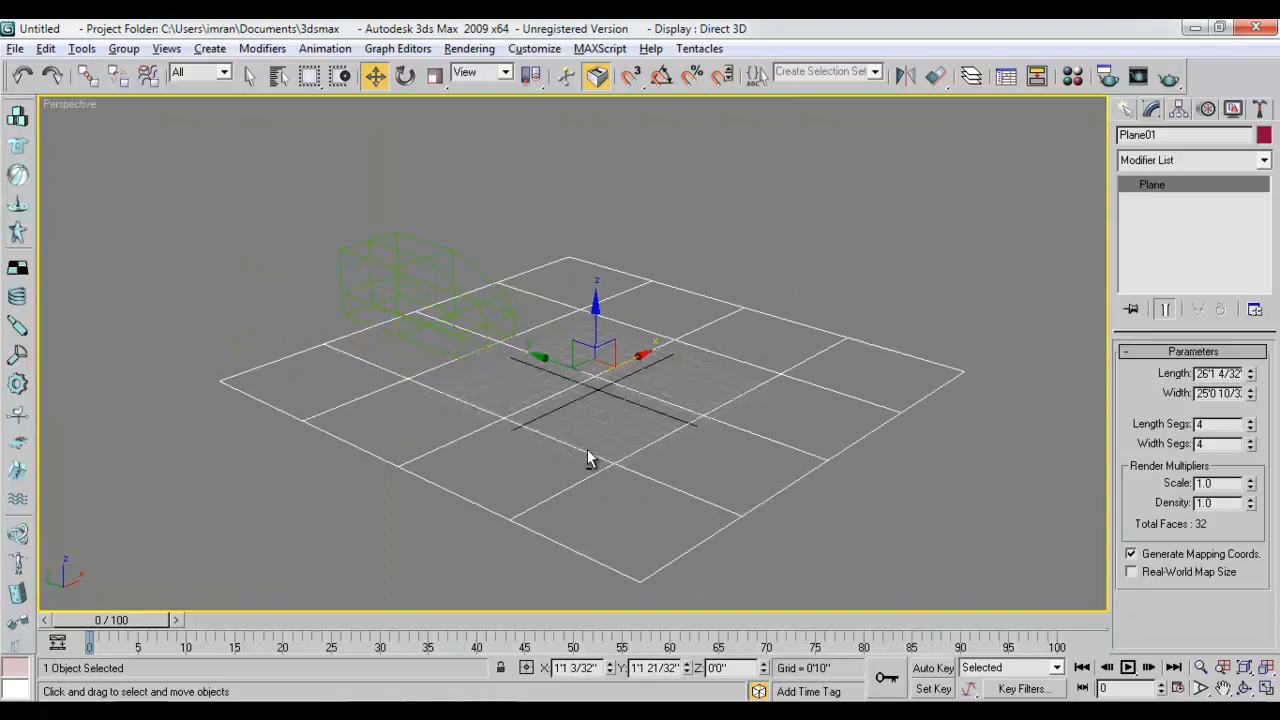 Untitled - Project Folder: C:\Users\imran\Documents\3dsmax - Autodesk 3ds Max 2009 x64 - Unregistered Version - Display : Direct 3D
File Edit Tools Group Views Create Modifiers Animation Graph Editors Rendering Customize MAXScript Help Tentacles
All View Create Selection Set
Perspective
Plane01
Modifier List
Plane
z
y x
Parameters
Length: 26'1 4/32"
Width: 25'0 10/3
Length Segs: 4
Width Segs: 4
Render Multipliers
Scale: 1.0
Density: 1.0
Total Faces : 32
Generate Mapping Coords.
Real-World Map Size
z
y x
0 / 100
0 5 10 15 20 25 30 35 40 45 50 55 60 65 70 75 80 85 90 95 100
1 Object Selected X: 1'1 3/32" Y: 1'1 21/32" Z: 0'0" Grid = 0'10" Auto Key Selected
Click and drag to select and move objects Add Time Tag Set Key Key Filters... 0